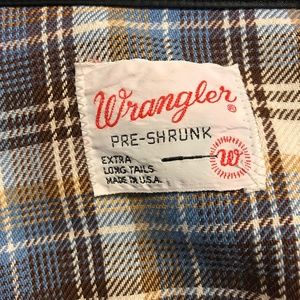 Wrangler®
PRE-SHRUNK
EXTRA
LONG TAILS
MADE IN U.S.A.
W